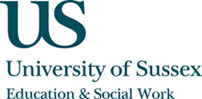 US
University of Sussex
Education & Social Work